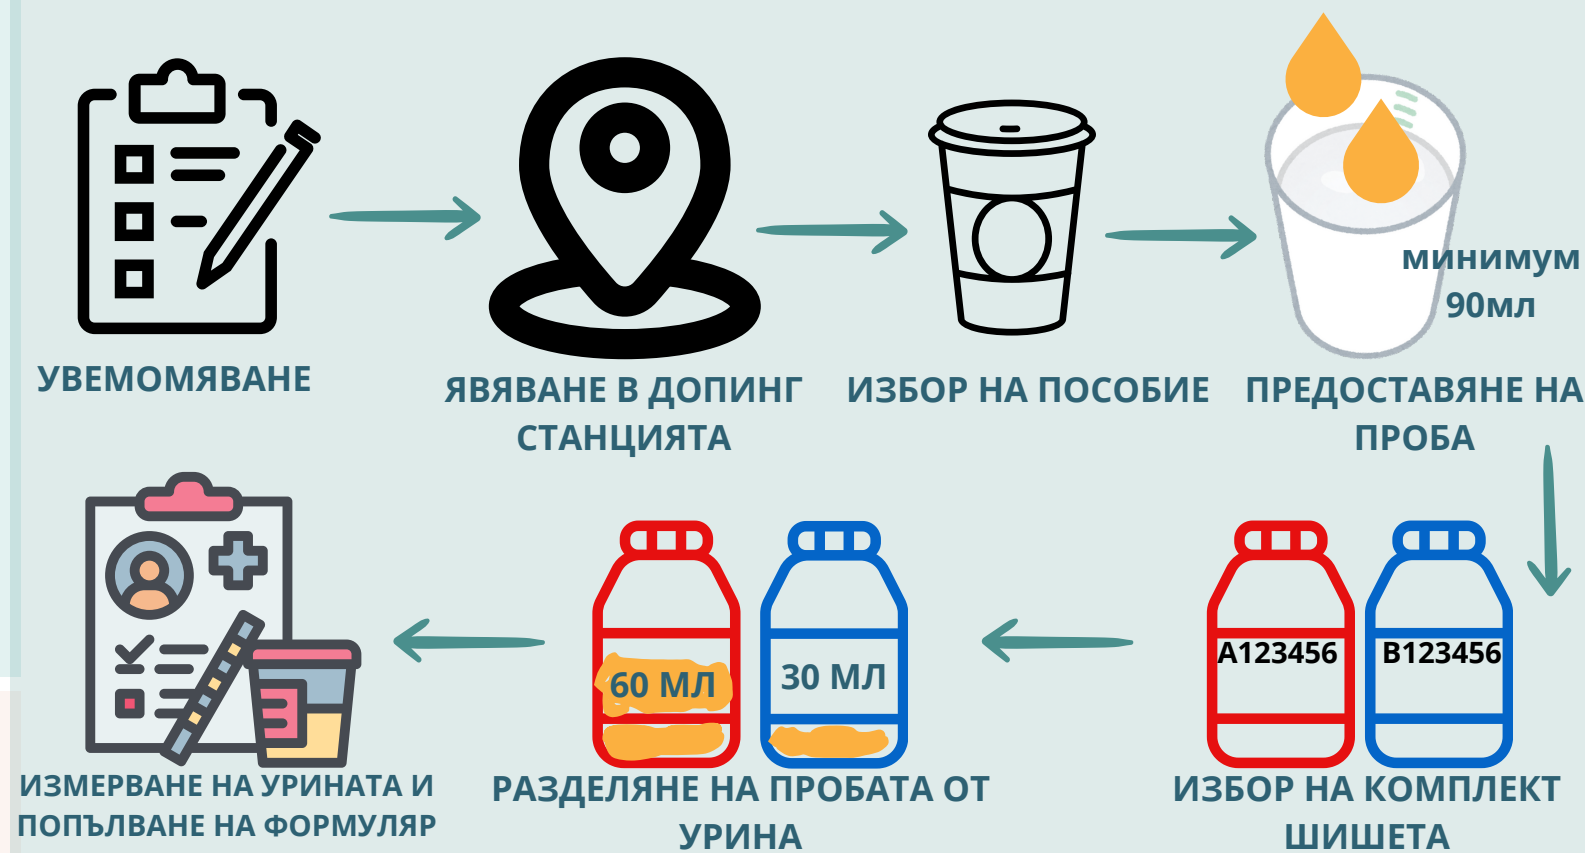 УВЕМОМЯВАНЕ
ЯВЯВАНЕ В ДОПИНГ
СТАНЦИЯТА
ИЗБОР НА ПОСОБИЕ
минимум
90мл
ПРЕДОСТАВЯНЕ НА
ПРОБА
A123456
B123456
ИЗБОР НА КОМПЛЕКТ
ШИШЕТА
60 МЛ
30 МЛ
РАЗДЕЛЯНЕ НА ПРОБАТА ОТ
УРИНА
ИЗМЕРВАНЕ НА УРИНАТА И
ПОПЪЛВАНЕ НА ФОРМУЛЯР